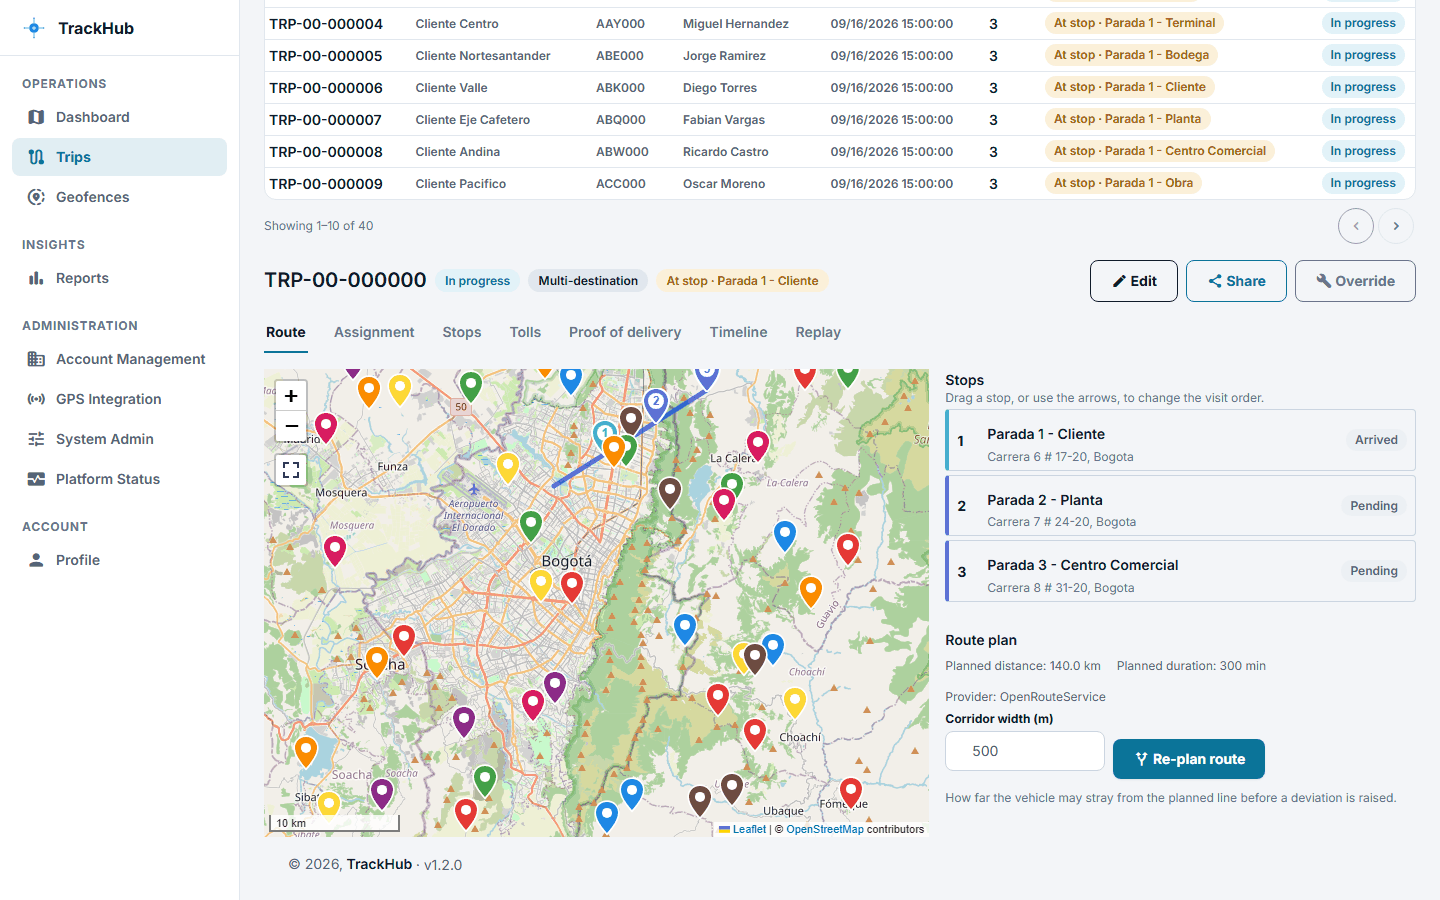 TrackHub
OPERATIONS
Dashboard
Trips
Geofences
INSIGHTS
Reports
ADMINISTRATION
Account Management
GPS Integration
System Admin
Platform Status
ACCOUNT
Profile
TRP-00-000004 Cliente Centro AAY000 Miguel Hernandez 09/16/2026 15:00:00 3 At stop · Parada 1 - Terminal In progress
TRP-00-000005 Cliente Nortesantander ABE000 Jorge Ramirez 09/16/2026 15:00:00 3 At stop · Parada 1 - Bodega In progress
TRP-00-000006 Cliente Valle ABK000 Diego Torres 09/16/2026 15:00:00 3 At stop · Parada 1 - Cliente In progress
TRP-00-000007 Cliente Eje Cafetero ABQ000 Fabian Vargas 09/16/2026 15:00:00 3 At stop · Parada 1 - Planta In progress
TRP-00-000008 Cliente Andina ABW000 Ricardo Castro 09/16/2026 15:00:00 3 At stop · Parada 1 - Centro Comercial In progress
TRP-00-000009 Cliente Pacifico ACC000 Oscar Moreno 09/16/2026 15:00:00 3 At stop · Parada 1 - Obra In progress
Showing 1–10 of 40
TRP-00-000000 In progress Multi-destination At stop · Parada 1 - Cliente
Edit Share Override
Route Assignment Stops Tolls Proof of delivery Timeline Replay
+
−
50
2
1
Funza
Mosquera
Mosquera
Aeropuerto
Internacional
El Dorado
La Calera
La-Calera
Bogotá
Guavio
Choachi
Choachí
Soacha
Soacha
Ubaque
10 km
Leaflet | © OpenStreetMap contributors
Stops
Drag a stop, or use the arrows, to change the visit order.
1 Parada 1 - Cliente Arrived
Carrera 6 # 17-20, Bogota
2 Parada 2 - Planta Pending
Carrera 7 # 24-20, Bogota
3 Parada 3 - Centro Comercial Pending
Carrera 8 # 31-20, Bogota
Route plan
Planned distance: 140.0 km Planned duration: 300 min
Provider: OpenRouteService
Corridor width (m)
500
Re-plan route
How far the vehicle may stray from the planned line before a deviation is raised.
© 2026, TrackHub · v1.2.0